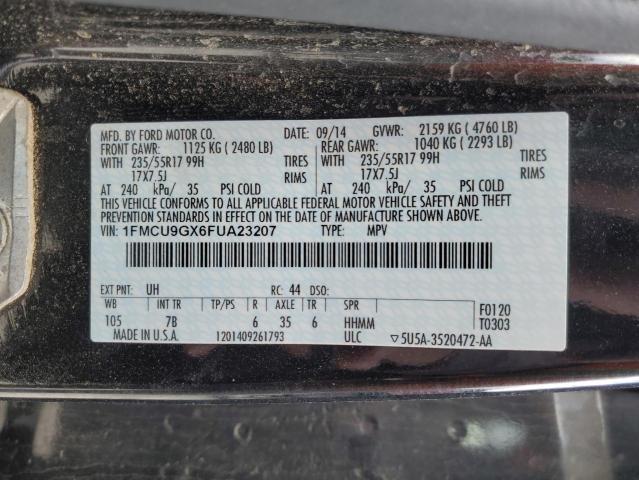 MFD. BY FORD MOTOR CO. DATE: 09/14 GVWR: 2159 KG (4760 LB)
FRONT GAWR: 1125 KG (2480 LB) REAR GAWR: 1040 KG (2293 LB)
WITH 235/55R17 99H TIRES WITH 235/55R17 99H TIRES
17X7.5J RIMS 17X7.5J RIMS
AT 240 kPa/ 35 PSI COLD AT 240 kPa/ 35 PSI COLD
THIS VEHICLE CONFORMS TO ALL APPLICABLE FEDERAL MOTOR VEHICLE SAFETY AND THEFT
PREVENTION STANDARDS IN EFFECT ON THE DATE OF MANUFACTURE SHOWN ABOVE.
VIN: 1FMCU9GX6FUA23207 TYPE: MPV
EXT PNT: UH RC: 44 DSO:
WB INT TR TP/PS R AXLE TR SPR F0120
105 7B 6 35 6 HHMM T0303
MADE IN U.S.A. 1201409261793 ULC ▽5U5A-3520472-AA